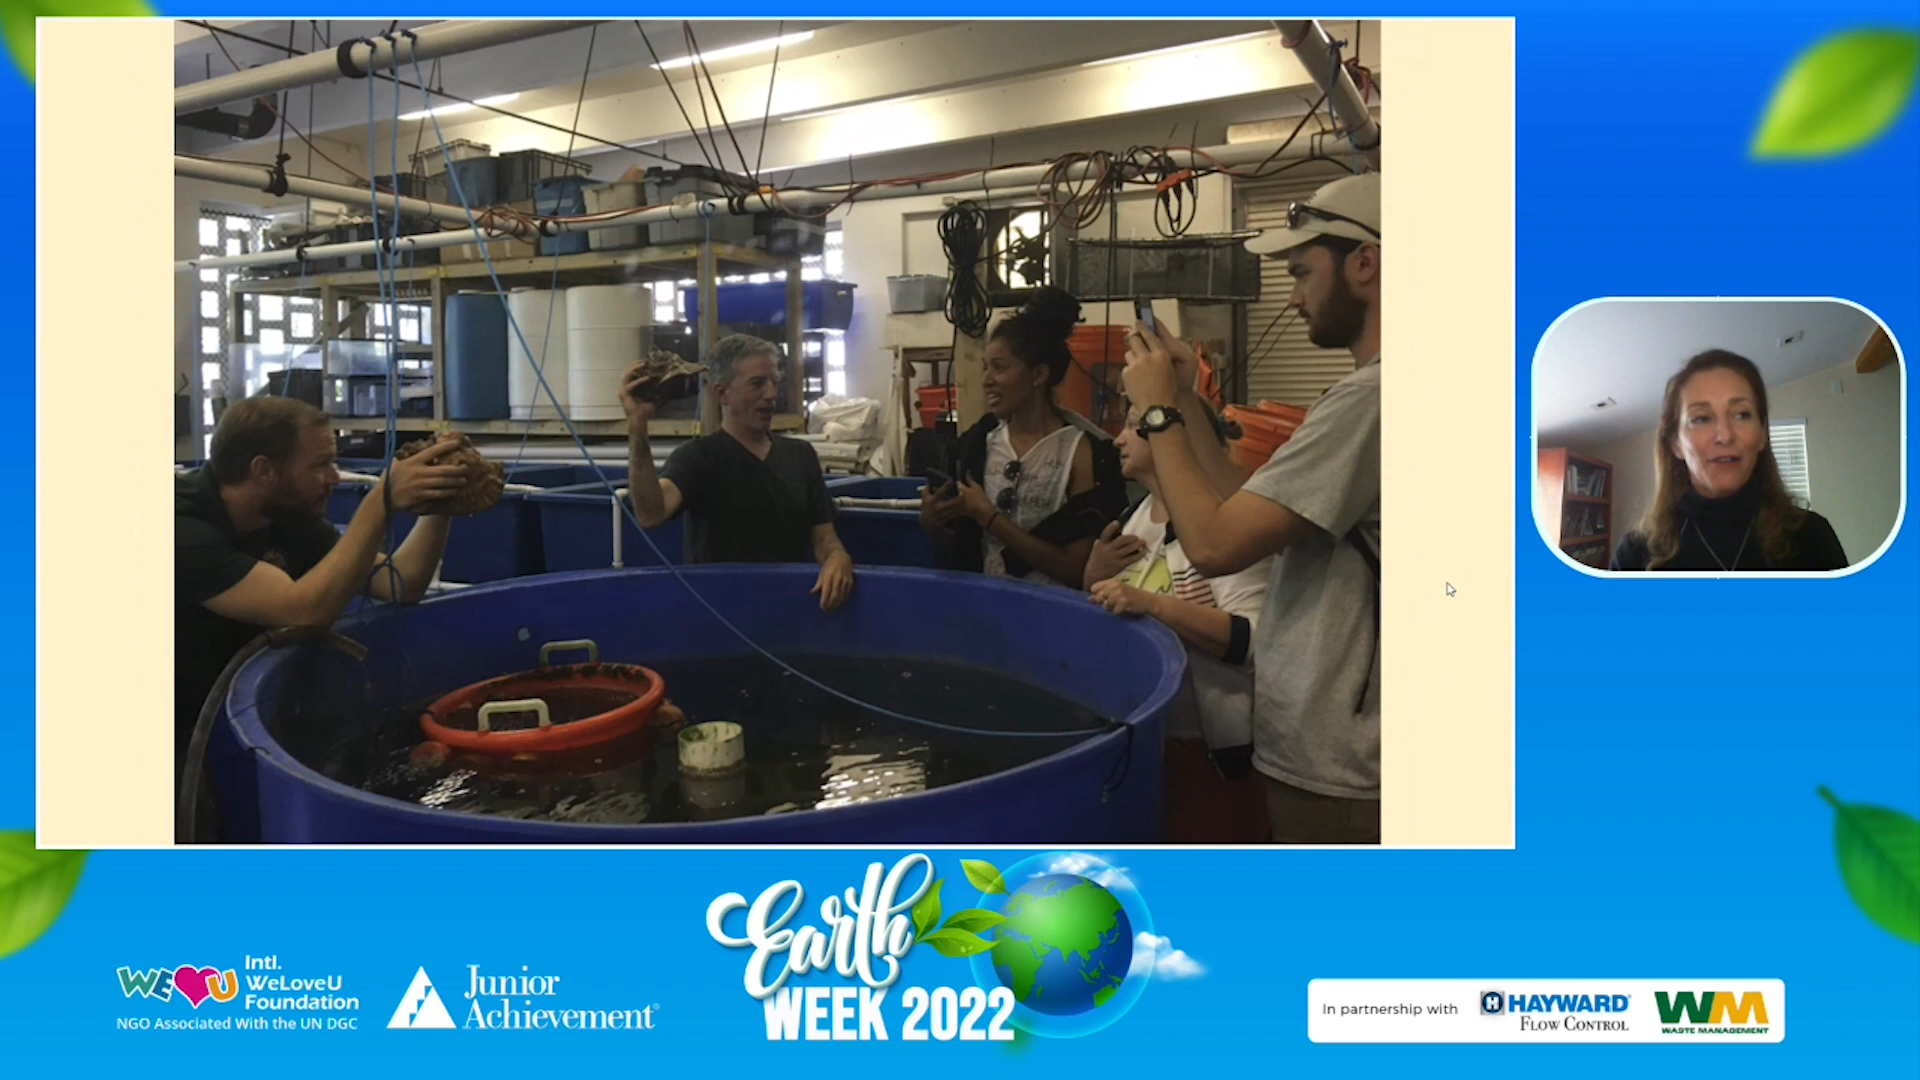 Earth
WEEK 2022
WE U
Intl.
WeLoveU
Foundation
NGO Associated With the UN DGC
Junior
Achievement®
In partnership with
H HAYWARD®
FLOW CONTROL
WM
WASTE MANAGEMENT